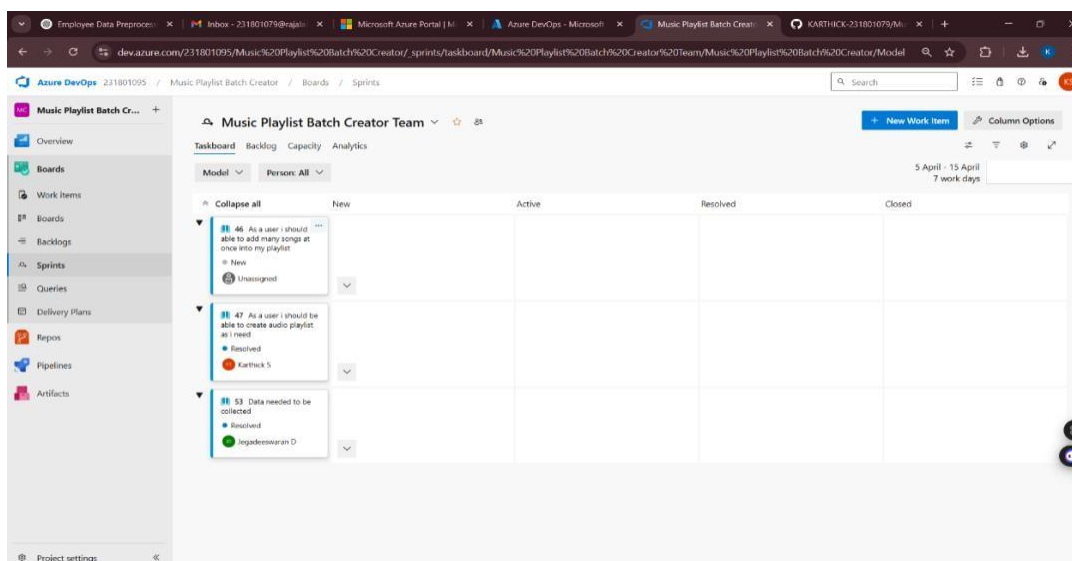 Employee Data Preproces
Inbox - 231801079@rajal
Microsoft Azure Portal | M
Azure DevOps - Microsoft
Music Playlist Batch Creat
KARTHICK-231801079/Mu
dev.azure.com/231801095/Music%20Playlist%20Batch%20Creator/_sprints/taskboard/Music%20Playlist%20Batch%20Creator%20Team/Music%20Playlist%20Batch%20Creator/Model
K
Azure DevOps 231801095 / Music Playlist Batch Creator / Boards / Sprints
Search
KS
MC Music Playlist Batch Cr... +
Overview
Boards
Work items
Boards
Backlogs
Sprints
Queries
Delivery Plans
Repos
Pipelines
Artifacts
Project settings
Music Playlist Batch Creator Team
+ New Work Item
Column Options
Taskboard Backlog Capacity Analytics
Model
Person: All
5 April - 15 April
7 work days
Collapse all New Active Resolved Closed
46 As a user i should
able to add many songs at
once into my playlist
New
Unassigned
47 As a user i should be
able to create audio playlist
as i need
Resolved
Karthick S
53 Data needed to be
collected
Resolved
Jegadeeswaran D